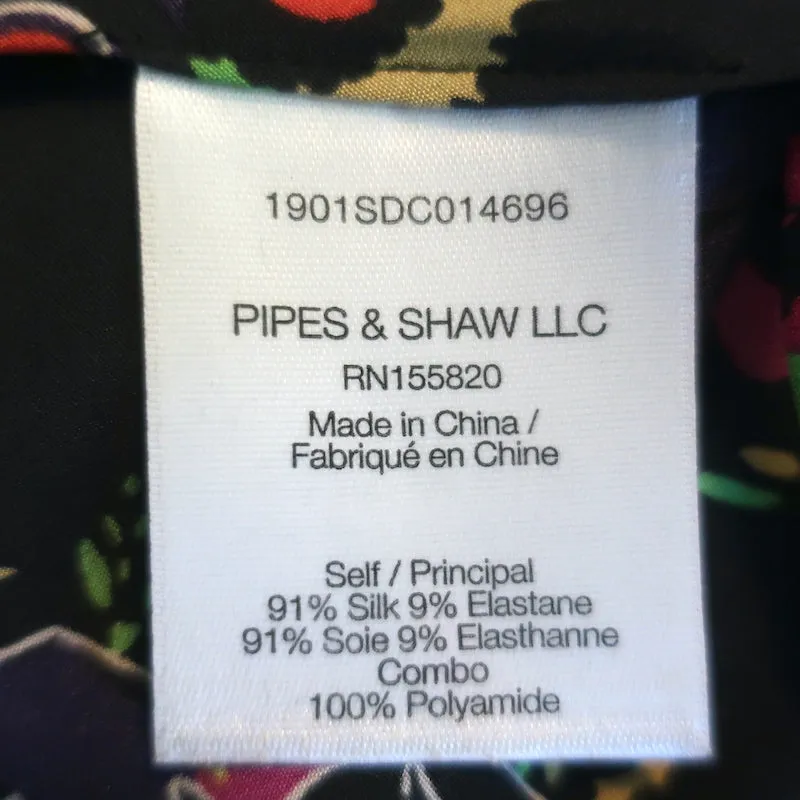 1901SDC014696
PIPES & SHAW LLC
RN155820
Made in China /
Fabriqué en Chine
Self / Principal
91% Silk 9% Elastane
91% Soie 9% Elasthanne
Combo
100% Polyamide